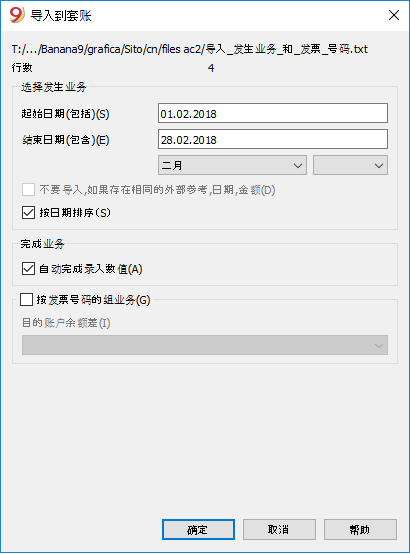 9 导入到套账
T:/.../Banana9/grafica/Sito/cn/files ac2/导入_发生业务_和_发票_号码.txt
行数 4
选择发生业务
起始日期(包括)(S) 01.02.2018
结束日期(包含)(E) 28.02.2018
二月
不要导入,如果存在相同的外部参考,日期,金额(D)
按日期排序(S)
完成业务
自动完成录入数值(A)
按发票号码的组业务(G)
目的账户余额差(I)
确定 取消 帮助